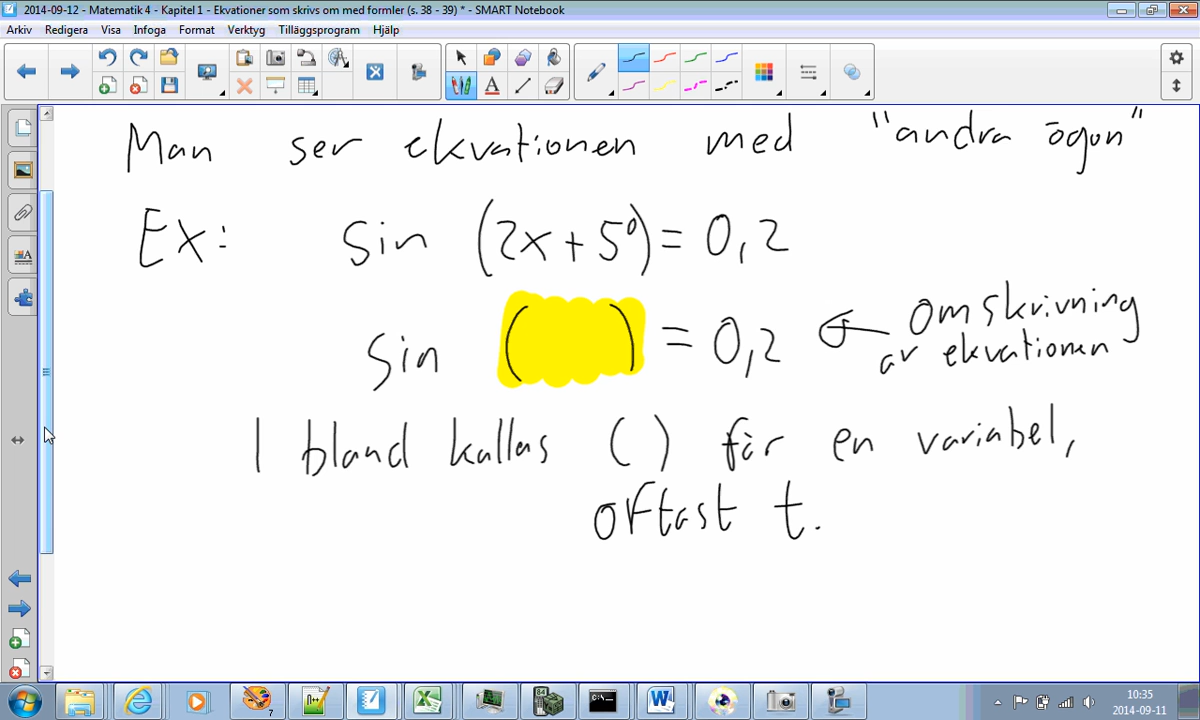 2014-09-12 - Matematik 4 - Kapitel 1 - Ekvationer som skrivs om med formler (s. 38 - 39) * - SMART Notebook
Arkiv Redigera Visa Infoga Format Verktyg Tilläggsprogram Hjälp
Man ser ekvationen med "andra ögon"
Ex: sin (2x + 5°) = 0,2
sin ( ) = 0,2 ← omskrivning
av ekvationen
Ibland kallas ( ) för en variabel,
oftast t.
10:35
2014-09-11